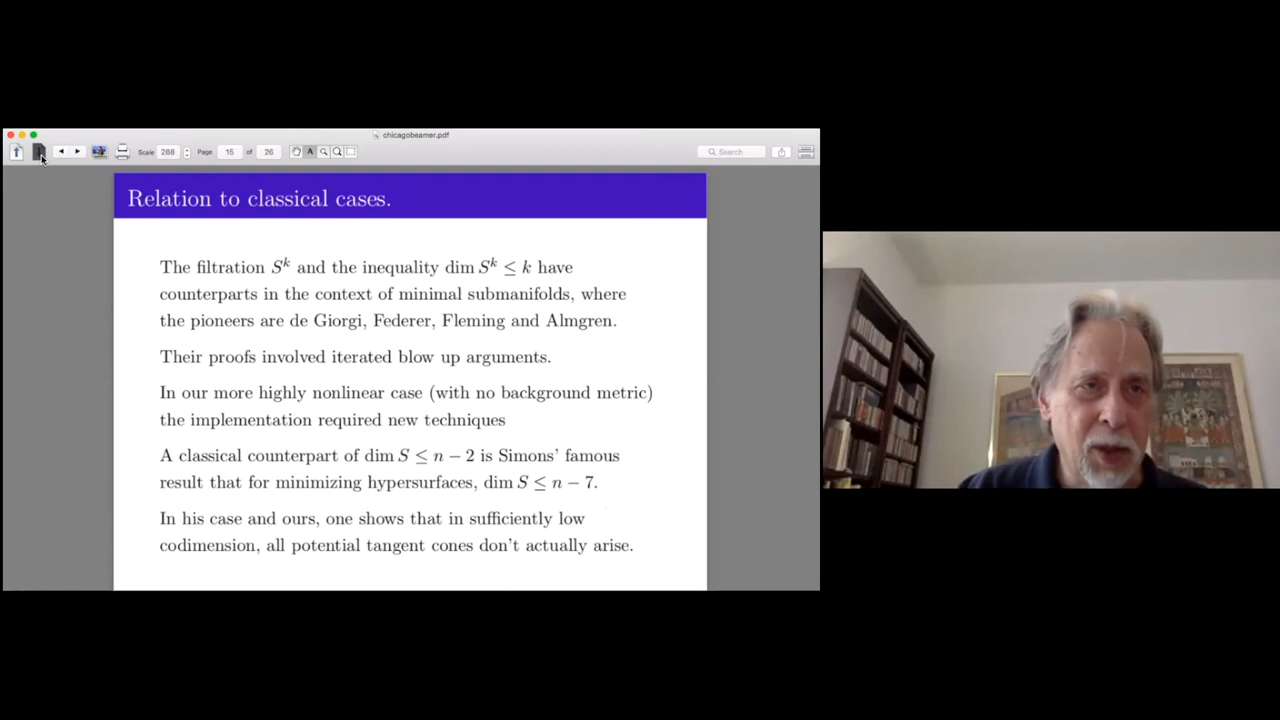 chicagobeamer.pdf
Scale 288 Page 15 of 26 Search
Relation to classical cases.
The filtration S^k and the inequality dim S^k ≤ k have
counterparts in the context of minimal submanifolds, where
the pioneers are de Giorgi, Federer, Fleming and Almgren.
Their proofs involved iterated blow up arguments.
In our more highly nonlinear case (with no background metric)
the implementation required new techniques
A classical counterpart of dim S ≤ n − 2 is Simons' famous
result that for minimizing hypersurfaces, dim S ≤ n − 7.
In his case and ours, one shows that in sufficiently low
codimension, all potential tangent cones don't actually arise.